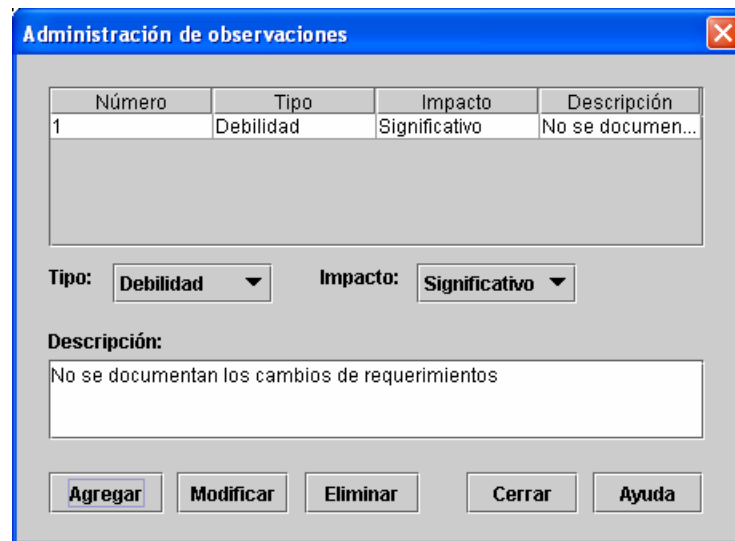 Administración de observaciones
Número Tipo Impacto Descripción
1 Debilidad Significativo No se documen...
Tipo: Debilidad Impacto: Significativo
Descripción:
No se documentan los cambios de requerimientos
Agregar Modificar Eliminar Cerrar Ayuda